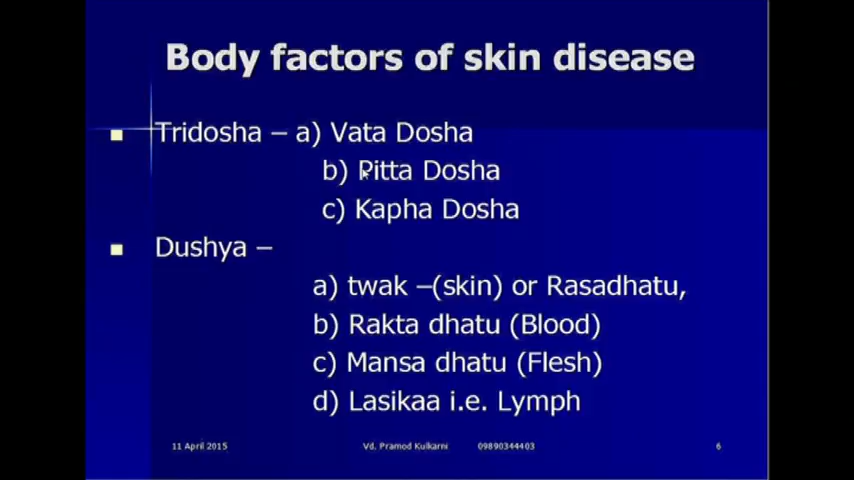 Body factors of skin disease
Tridosha – a) Vata Dosha
b) Pitta Dosha
c) Kapha Dosha
Dushya –
a) twak –(skin) or Rasadhatu,
b) Rakta dhatu (Blood)
c) Mansa dhatu (Flesh)
d) Lasikaa i.e. Lymph
11 April 2015 Vd. Pramod Kulkarni 09890344403 6